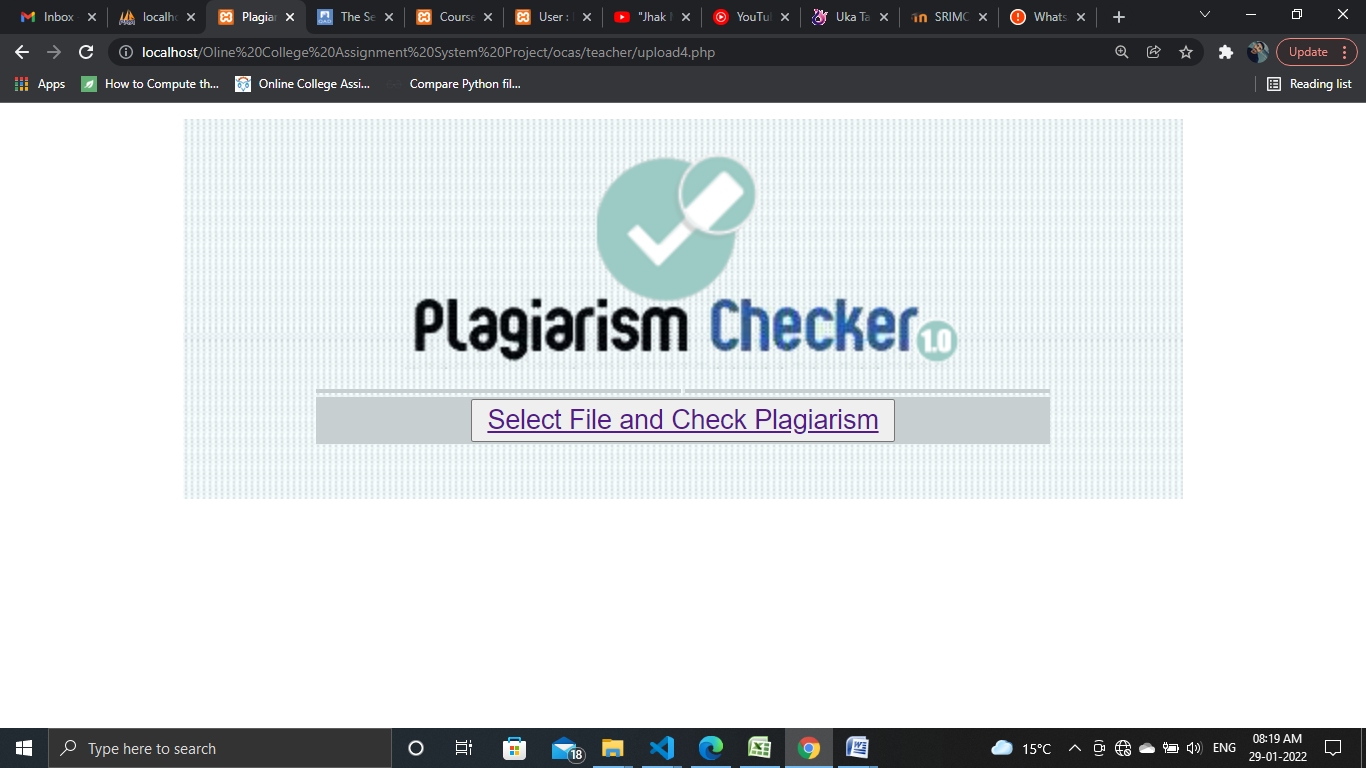 Inbox
localho
Plagiar
The Se
Course
User :
"Jhak
YouTu
Uka Ta
SRIMC
Whats
localhost/Oline%20College%20Assignment%20System%20Project/ocas/teacher/upload4.php
Update
Apps
How to Compute th...
Online College Assi...
Compare Python fil...
Reading list
Plagiarism Checker 1.0
Select File and Check Plagiarism
Type here to search
18
15°C
ENG
08:19 AM
29-01-2022